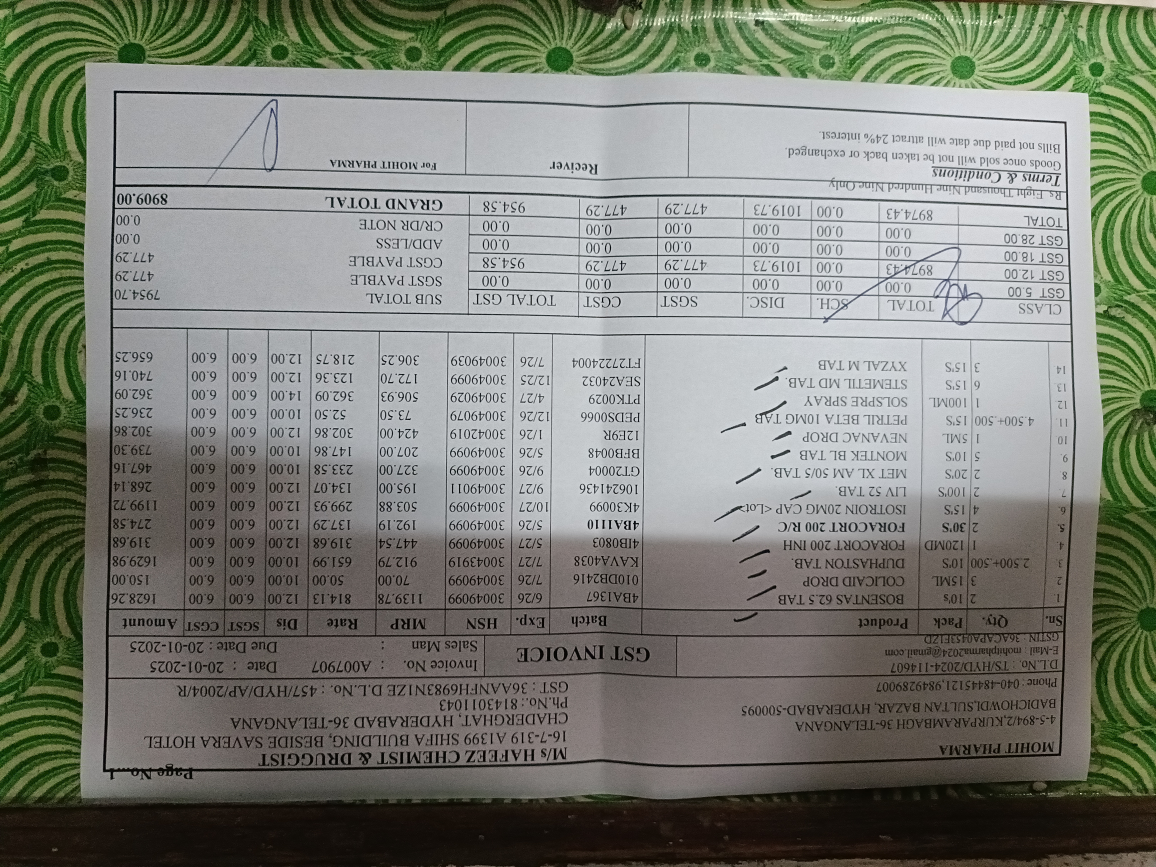 Page No...1
MOHIT PHARMA
4-5-894/2,KUNPARAMBAGH 36-TELANGANA
BADICHOWDI,SULTAN BAZAR, HYDERABAD-500095
Phone : 040-48445121,9849289007
D.L.No. : TS/HYD/2024-114607
E-Mail : mohitpharma2024@gmail.com
GSTIN : 36ACAPA0453E1ZD
M/s HAFEEZ CHEMIST & DRUGGIST
16-7-319 A1399 SHIFA BUILDING, BESIDE SAVERA HOTEL
CHADERGHAT, HYDERABAD 36-TELANGANA
Ph.No.: 8143011043
GST : 36AANFH6983N1ZE D.L.NO. : 457/HYD/AP/2004/R
GST INVOICE
Invoice No. : A007907 Date : 20-01-2025
Sales Man : Due Date : 20-01-2025
Sn. Qty. Pack Product Batch Exp. HSN MRP Rate Dis SGST CGST Amount
1 2 10's BOSENTAS 62.5 TAB 4BA1367 6/26 30049099 1139.78 814.13 12.00 6.00 6.00 1628.26
2 3 15ML COLICAID DROP 010DB2416 7/26 30049099 70.00 50.00 10.00 6.00 6.00 150.00
3. 2.500+.500 10'S DUPHASTON TAB. KAVA04038 7/27 30043919 912.79 651.99 10.00 6.00 6.00 1629.98
4 1 120MD FORACORT 200 INH 4IB0803 5/27 30049099 447.54 319.68 12.00 6.00 6.00 319.68
5. 2 30'S FORACORT 200 R/C 4BA1110 5/26 30049099 192.19 137.29 12.00 6.00 6.00 274.58
6. 4 15'S ISOTROIN 20MG CAP <Lot> 4K30099 10/27 30049099 503.88 299.93 12.00 6.00 6.00 1199.72
7. 2 100'S LIV 52 TAB. 106241436 9/27 30049011 195.00 134.07 12.00 6.00 6.00 268.14
8 2 20'S MET XL AM 50/5 TAB. GT20004 9/26 30049099 327.00 233.58 10.00 6.00 6.00 467.16
9. 5 10'S MONTEK BL TAB BFB0048 5/26 30049099 207.00 147.86 10.00 6.00 6.00 739.30
10 1 5ML NEVANAC DROP 12E9R 1/26 30042019 424.00 302.86 12.00 6.00 6.00 302.86
11. 4.500+.500 15'S PETRIL BETA 10MG TAB PEDS0066 12/26 30049079 73.50 52.50 10.00 6.00 6.00 236.25
12 1 100ML SOLSPRE SPRAY PTK0029 4/27 30049029 506.93 362.09 14.00 6.00 6.00 362.09
13 6 15'S STEMETIL MD TAB. SEA24032 12/25 30049099 172.70 123.36 12.00 6.00 6.00 740.16
14 3 15'S XYZAL M TAB FT27224004 7/26 30049039 306.25 218.75 12.00 6.00 6.00 656.25
CLASS TOTAL SCH. DISC. SGST CGST TOTAL GST SUB TOTAL 7954.70
GST 5.00 0.00 0.00 0.00 0.00 0.00 0.00 SGST PAYBLE 477.29
GST 12.00 8974.43 0.00 1019.73 477.29 477.29 954.58 CGST PAYBLE 477.29
GST 18.00 0.00 0.00 0.00 0.00 0.00 0.00 ADD/LESS 0.00
GST 28.00 0.00 0.00 0.00 0.00 0.00 0.00 CR/DR NOTE 0.00
TOTAL 8974.43 0.00 1019.73 477.29 477.29 954.58 GRAND TOTAL 8909.00
Rs. Eight Thousand Nine Hundred Nine Only
Terms & Conditions
Goods once sold will not be taken back or exchanged.
Bills not paid due date will attract 24% interest.
Reciver
For MOHIT PHARMA